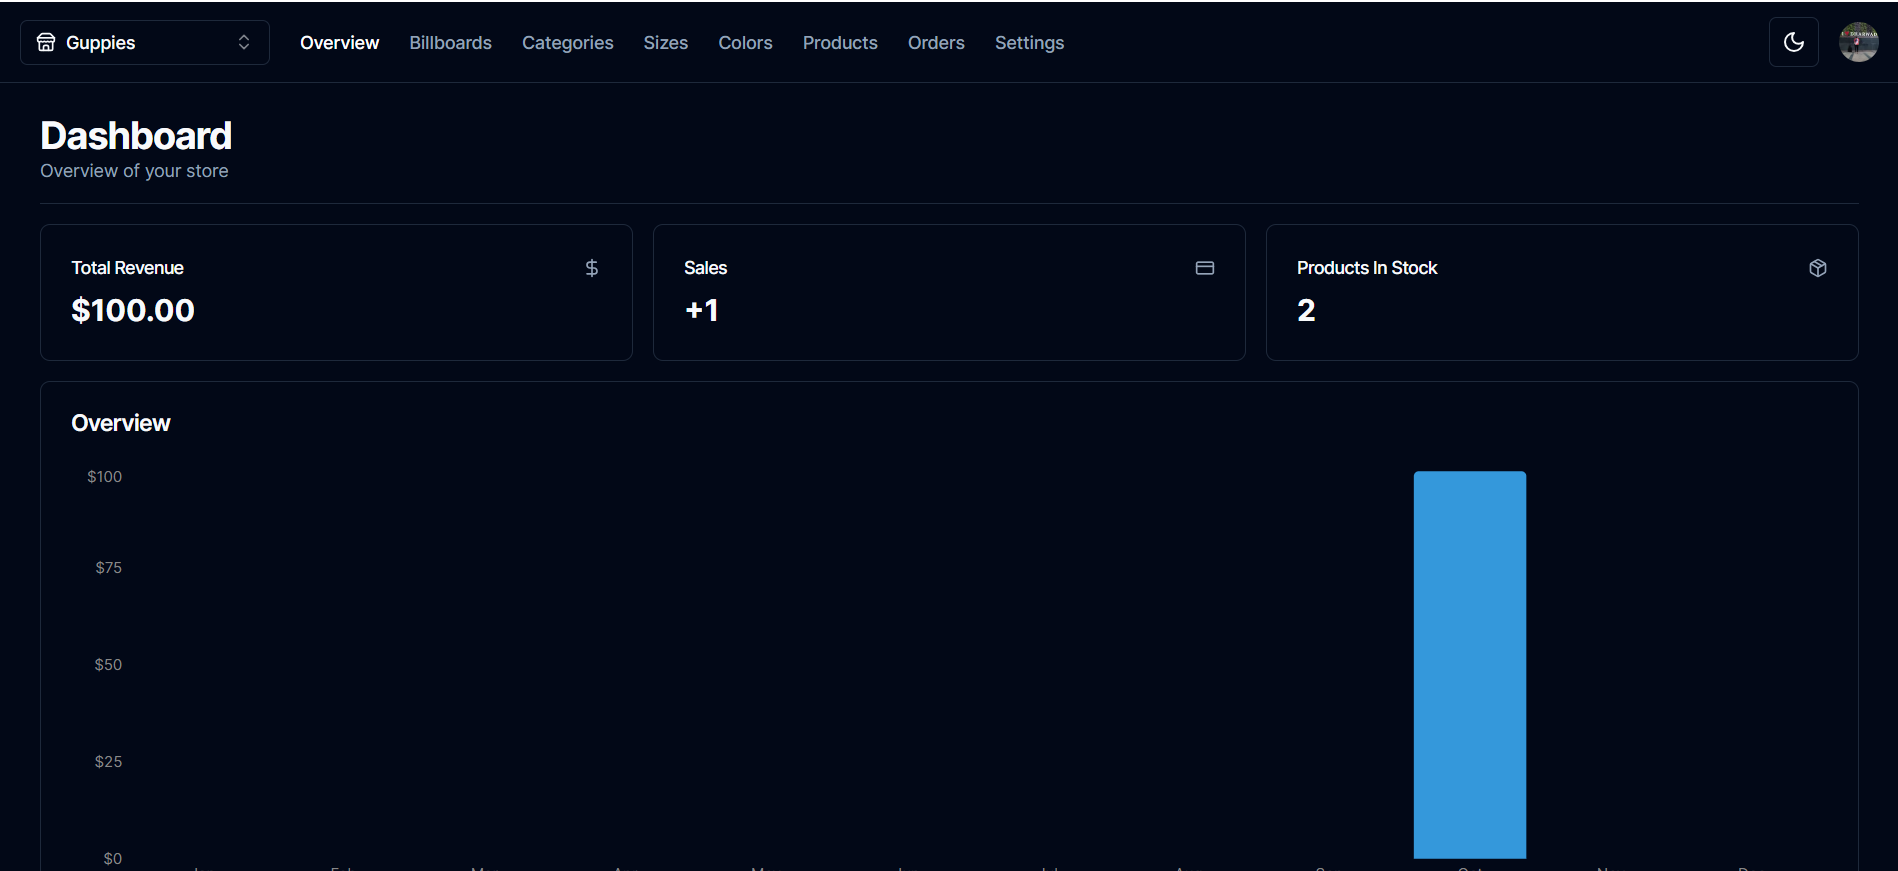 Guppies
Overview Billboards Categories Sizes Colors Products Orders Settings
Dashboard
Overview of your store
Total Revenue
$100.00
Sales
+1
Products In Stock
2
Overview
$100
$75
$50
$25
$0